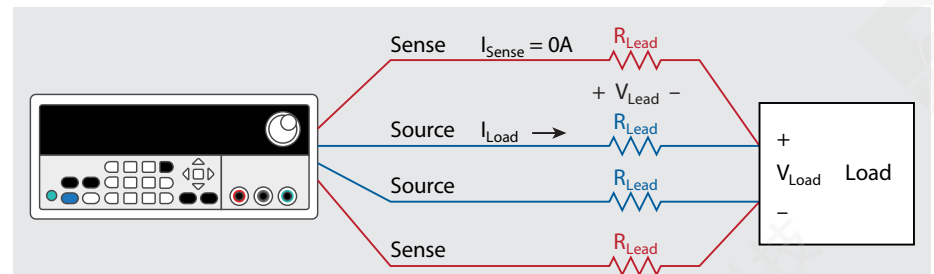 Sense I_Sense = 0A R_Lead
+ V_Lead –
Source I_Load → R_Lead
+
V_Load Load
–
Source R_Lead
Sense R_Lead